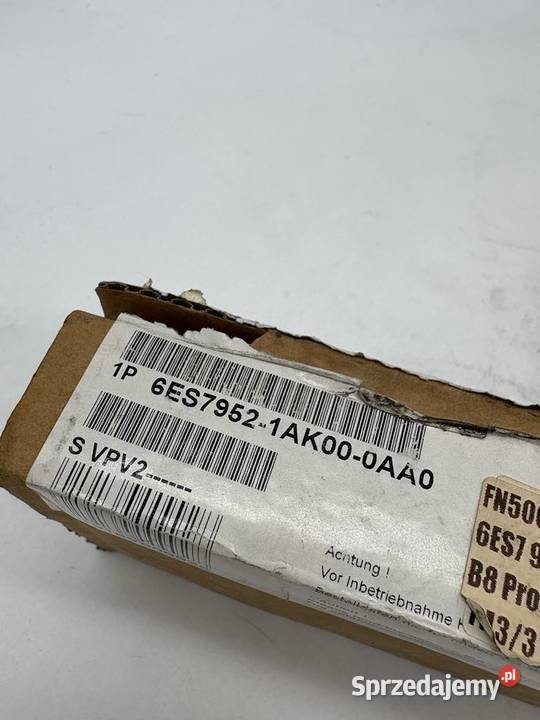 1P 6ES7952-1AK00-0AA0
S VPV2------
Achtung !
Vor Inbetriebnahme
FN50
6ES7 9
B8 Pro
13/3
Sprzedajemy.pl